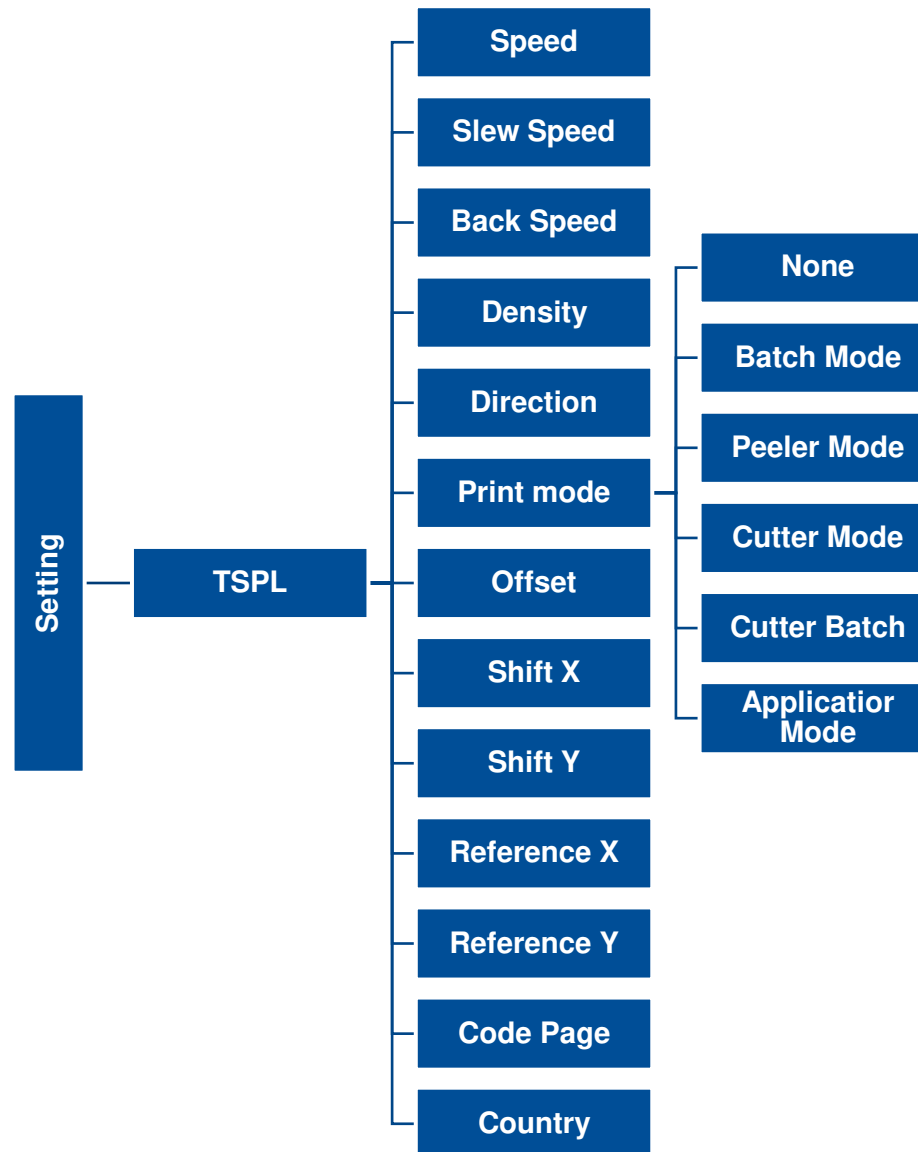 Setting
TSPL
Speed
Slew Speed
Back Speed
Density
Direction
Print mode
Offset
Shift X
Shift Y
Reference X
Reference Y
Code Page
Country
None
Batch Mode
Peeler Mode
Cutter Mode
Cutter Batch
Applicatior
Mode